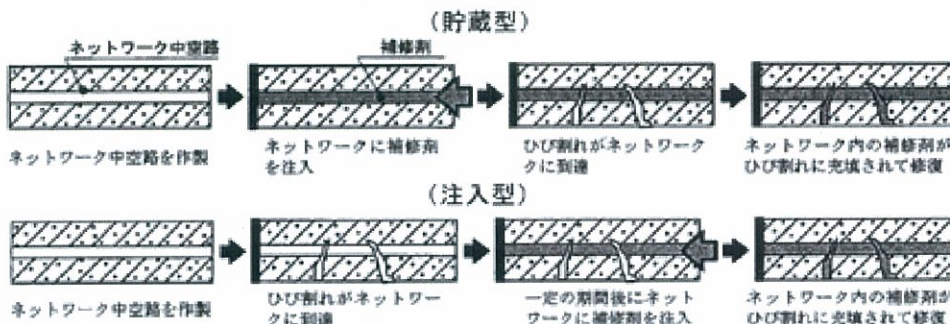 (貯蔵型)
ネットワーク中空路
補修剤
ネットワーク中空路を作製
ネットワークに補修剤
を注入
ひび割れがネットワーク
クに到達
ネットワーク内の補修剤が
ひび割れに充填されて修復
(注入型)
ネットワーク中空路を作製
ひび割れがネットワー
クに到達
一定の期間後にネット
ワークに補修剤を注入
ネットワーク内の補修剤が
ひび割れに充填されて修復